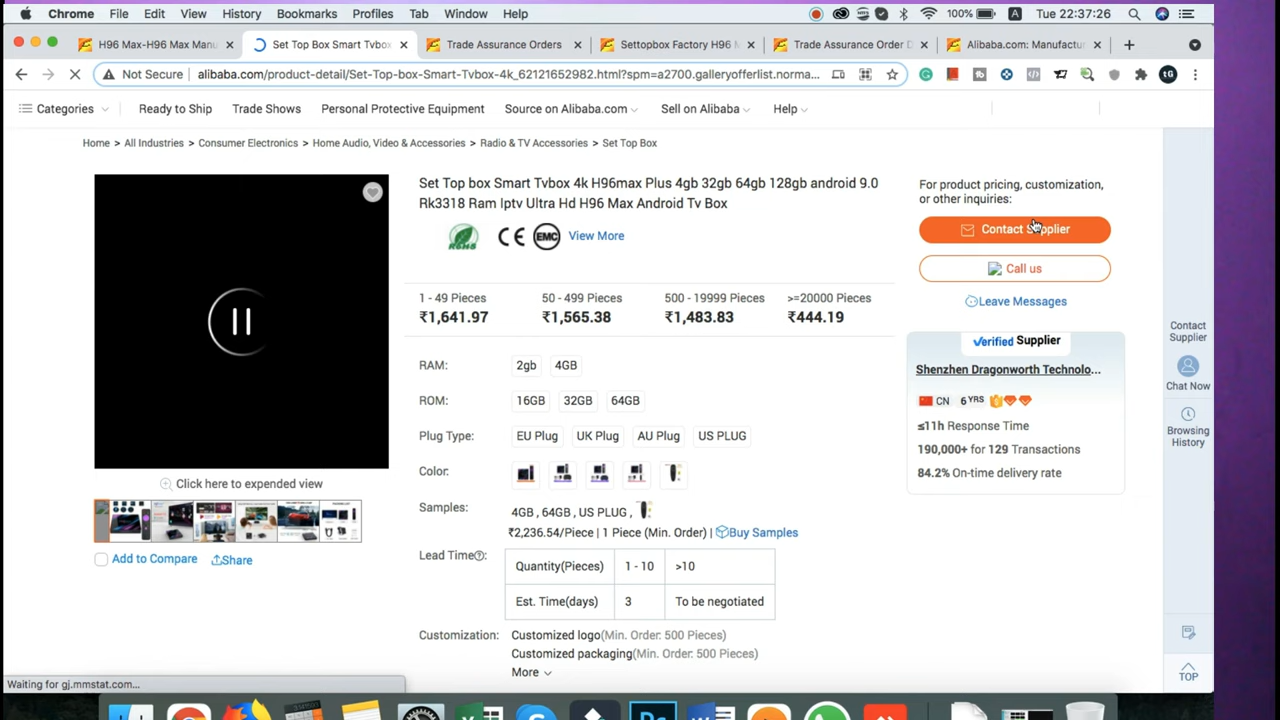 Chrome File Edit View History Bookmarks Profiles Tab Window Help 100% A Tue 22:37:26
H96 Max-H96 Max Manu × Set Top Box Smart Tvbox × Trade Assurance Orders × Settopbox Factory H96 M × Trade Assurance Order D × Alibaba.com: Manufactu × +
Not Secure alibaba.com/product-detail/Set-Top-box-Smart-Tvbox-4k_62121652982.html?spm=a2700.galleryofferlist.norma... tG
Categories Ready to Ship Trade Shows Personal Protective Equipment Source on Alibaba.com Sell on Alibaba Help
Home > All Industries > Consumer Electronics > Home Audio, Video & Accessories > Radio & TV Accessories > Set Top Box
Set Top box Smart Tvbox 4k H96max Plus 4gb 32gb 64gb 128gb android 9.0
Rk3318 Ram Iptv Ultra Hd H96 Max Android Tv Box
RoHS CE EMC View More
1 - 49 Pieces 50 - 499 Pieces 500 - 19999 Pieces >=20000 Pieces
₹1,641.97 ₹1,565.38 ₹1,483.83 ₹444.19
RAM: 2gb 4GB
ROM: 16GB 32GB 64GB
Plug Type: EU Plug UK Plug AU Plug US PLUG
Color:
Samples: 4GB , 64GB , US PLUG ,
₹2,236.54/Piece | 1 Piece (Min. Order) | Buy Samples
Lead Time ? :
Quantity(Pieces) 1 - 10 >10
Est. Time(days) 3 To be negotiated
Customization: Customized logo(Min. Order: 500 Pieces)
Customized packaging(Min. Order: 500 Pieces)
More
Click here to expended view
Add to Compare Share
For product pricing, customization,
or other inquiries:
Contact Supplier
Call us
Leave Messages
Verified Supplier
Shenzhen Dragonworth Technolo...
CN 6 YRS
≤11h Response Time
190,000+ for 129 Transactions
84.2% On-time delivery rate
Contact
Supplier
Chat Now
Browsing
History
TOP
Waiting for gj.mmstat.com...